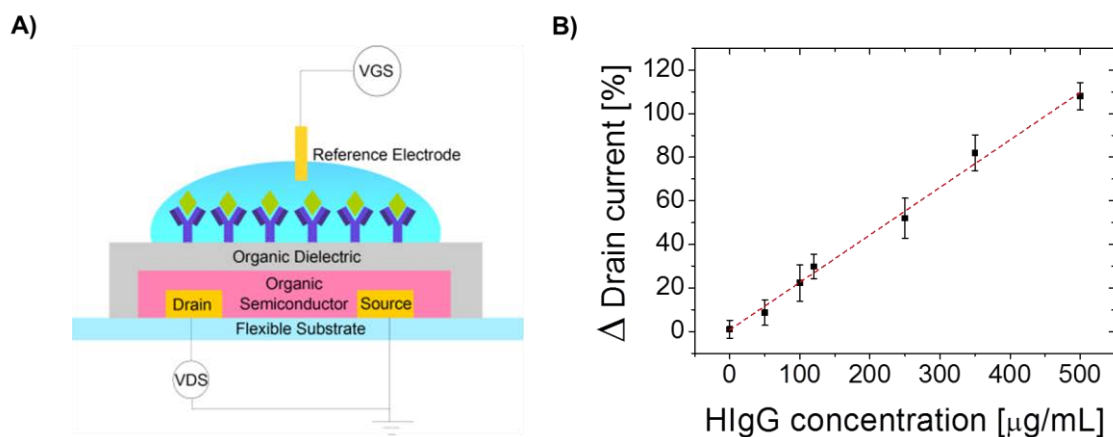 A)
VGS
Reference Electrode
Organic Dielectric
Organic
Semiconductor
Drain
Source
Flexible Substrate
VDS
B)
Δ Drain current [%]
120
100
80
60
40
20
0
0 100 200 300 400 500
HIgG concentration [μg/mL]